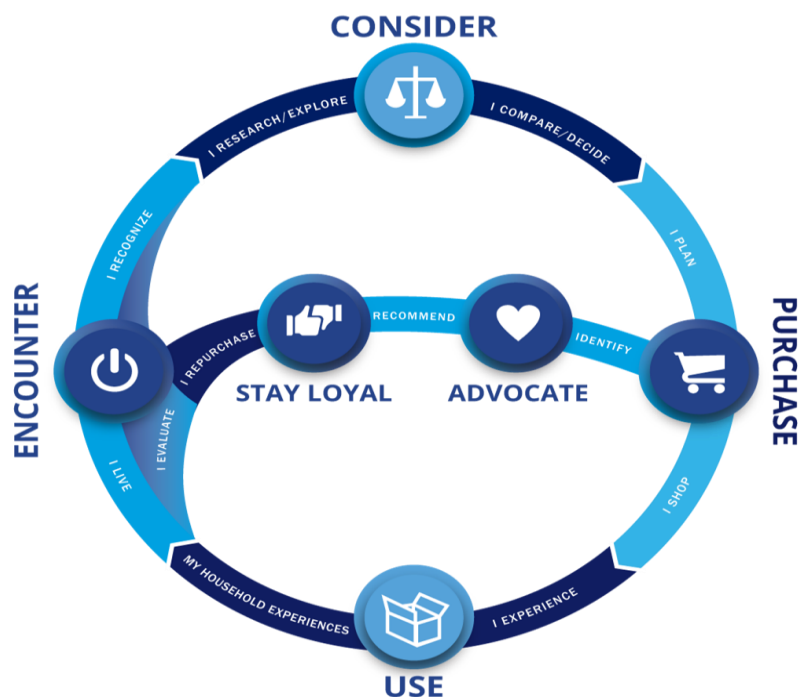 CONSIDER
I RESEARCH/EXPLORE
I COMPARE/DECIDE
I RECOGNIZE
I PLAN
ENCOUNTER
PURCHASE
I REPURCHASE
RECOMMEND
IDENTIFY
STAY LOYAL
ADVOCATE
I EVALUATE
I LIVE
I SHOP
MY HOUSEHOLD EXPERIENCES
I EXPERIENCE
USE